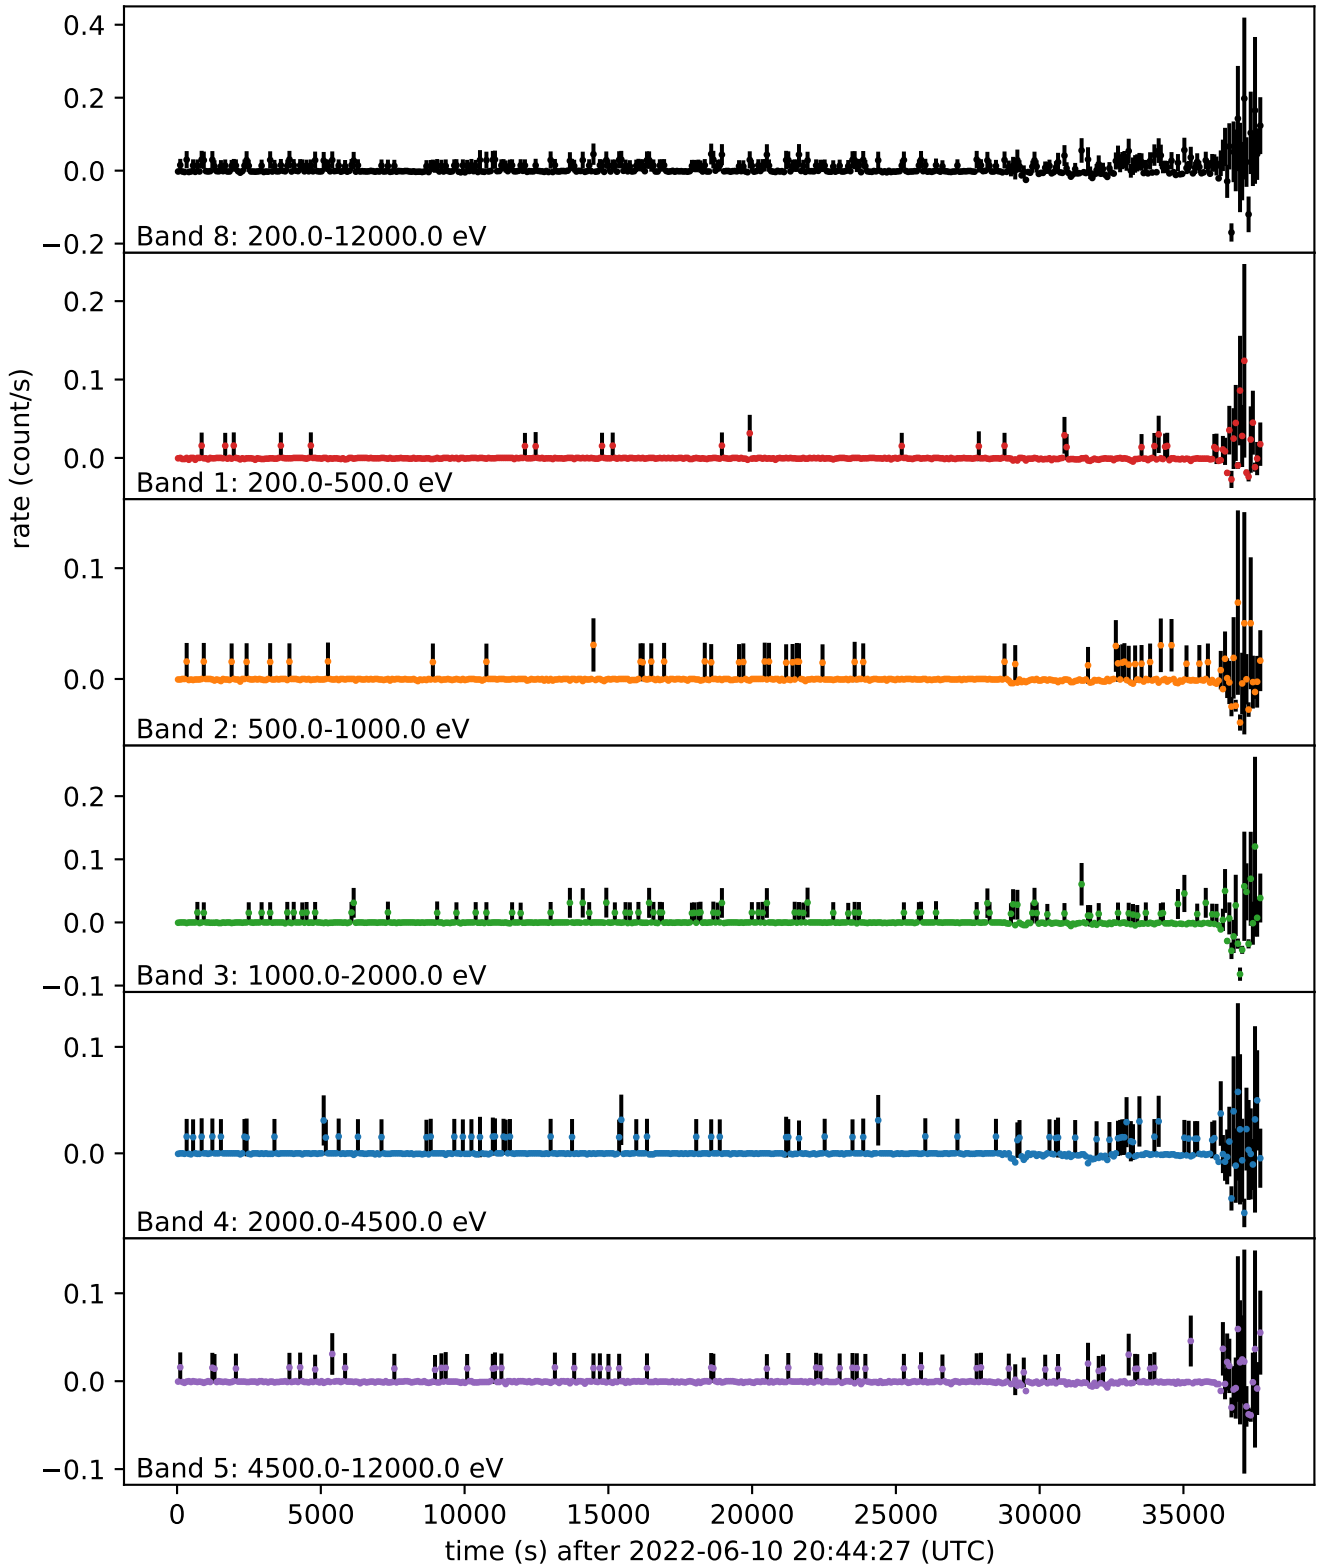 0.4
0.2
0.0
−0.2
Band 8: 200.0-12000.0 eV
0.2
0.1
0.0
Band 1: 200.0-500.0 eV
rate (count/s)
0.1
0.0
Band 2: 500.0-1000.0 eV
0.2
0.1
0.0
−0.1
Band 3: 1000.0-2000.0 eV
0.1
0.0
Band 4: 2000.0-4500.0 eV
0.1
0.0
−0.1
Band 5: 4500.0-12000.0 eV
0 5000 10000 15000 20000 25000 30000 35000
time (s) after 2022-06-10 20:44:27 (UTC)